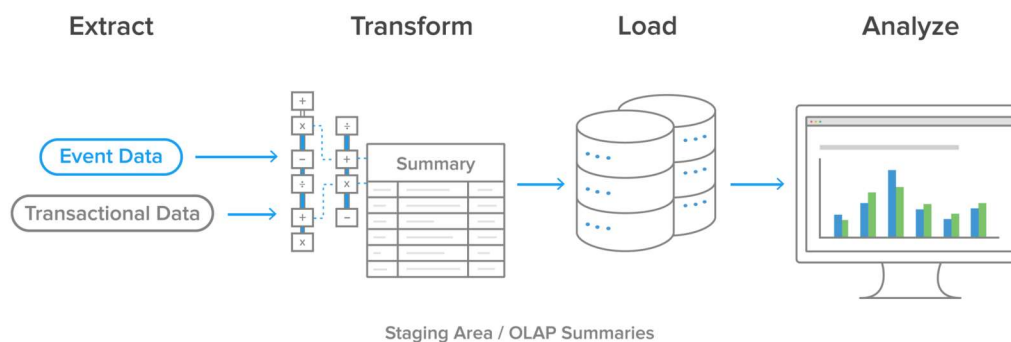 Extract
Transform
Load
Analyze
+
x
−
÷
+
x
÷
+
x
−
Event Data
Transactional Data
Summary
Staging Area / OLAP Summaries